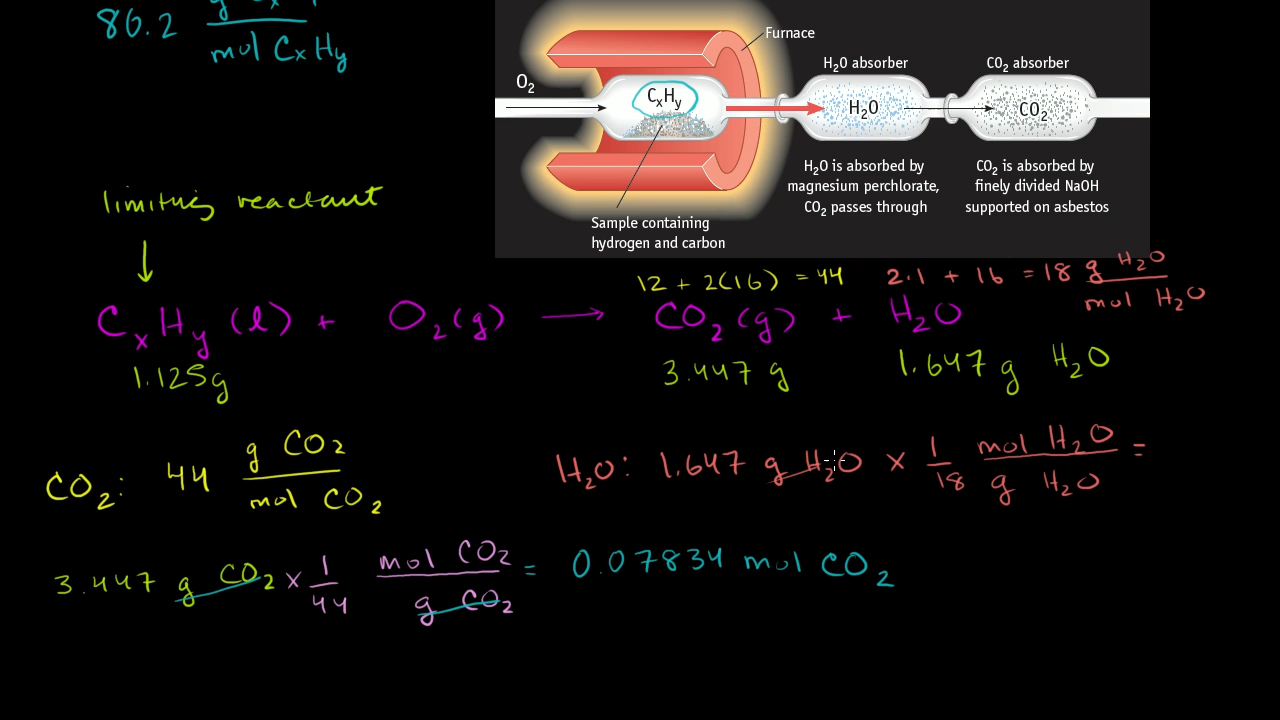 86.2 g CxHy
mol CxHy
Furnace
O₂
CxHy
H₂O absorber
CO₂ absorber
H₂O
CO₂
H₂O is absorbed by
magnesium perchlorate,
CO₂ passes through
CO₂ is absorbed by
finely divided NaOH
supported on asbestos
Sample containing
hydrogen and carbon
limiting reactant
↓
12 + 2(16) = 44
2·1 + 16 = 18 g H₂O
mol H₂O
CxHy (l) + O₂(g) → CO₂(g) + H₂O
1.125g
3.447 g
1.647 g H₂O
CO₂: 44 g CO₂
mol CO₂
H₂O: 1.647 g H₂O × 1/18 mol H₂O / g H₂O =
3.447 g CO₂ × 1/44 mol CO₂ / g CO₂ = 0.07834 mol CO₂